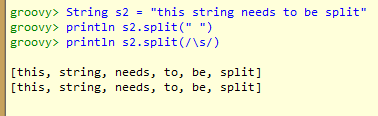 groovy> String s2 = "this string needs to be split"
groovy> println s2.split(" ")
groovy> println s2.split(/\s/)
[this, string, needs, to, be, split]
[this, string, needs, to, be, split]